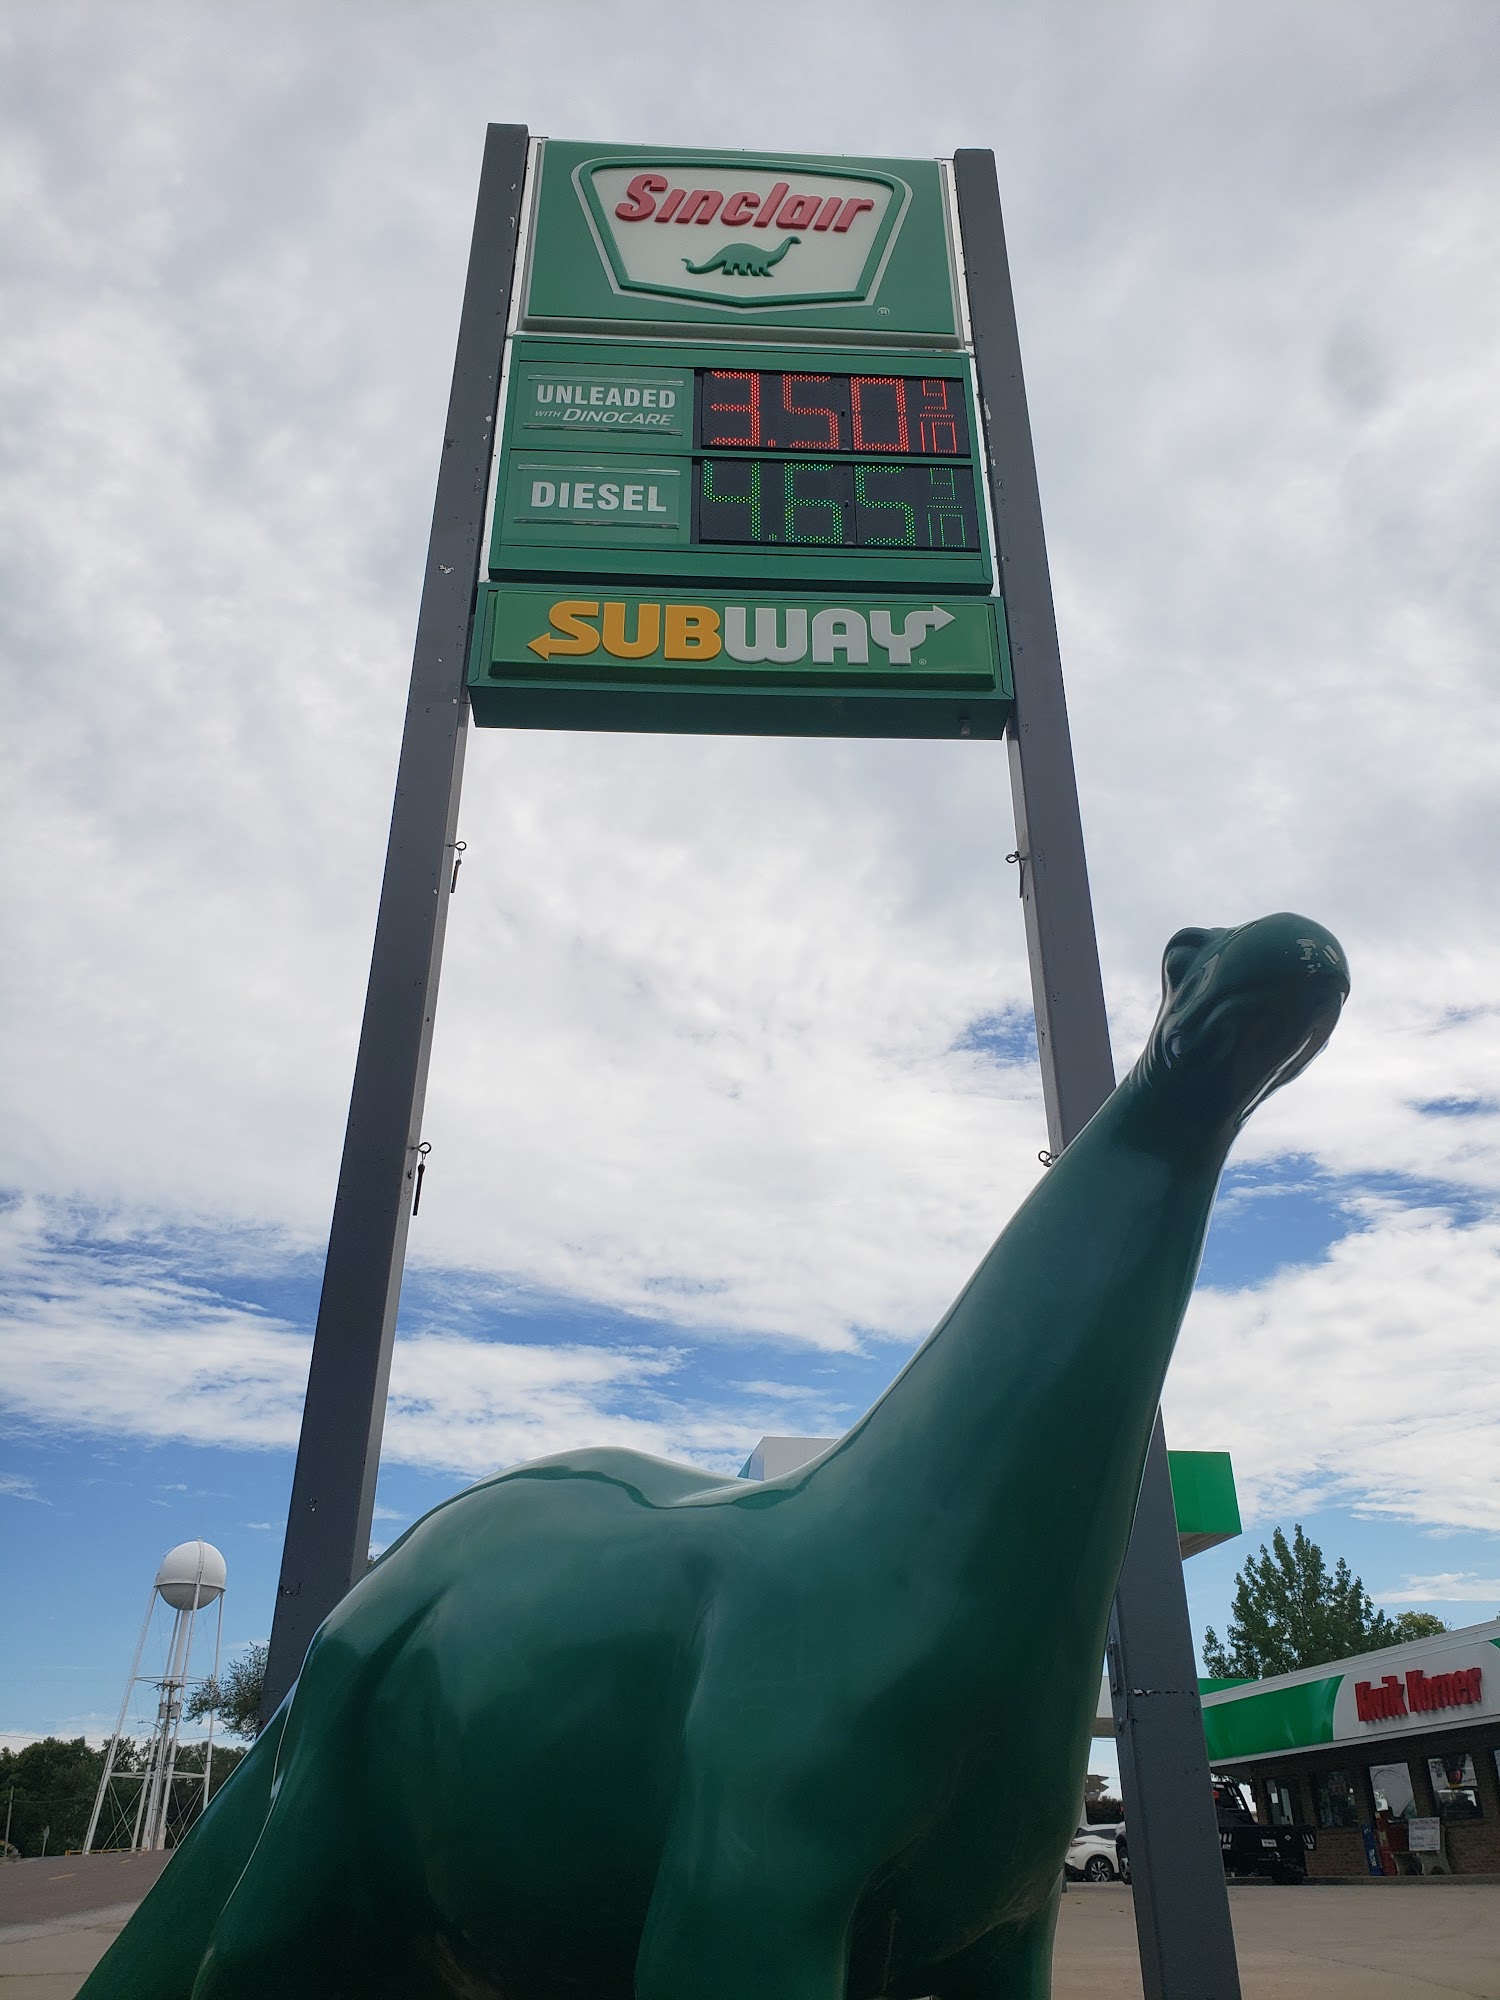 Sinclair
®
UNLEADED
WITH DINOCARE
3.50 9/10
DIESEL
4.65 9/10
SUBWAY®
Kwik Korner